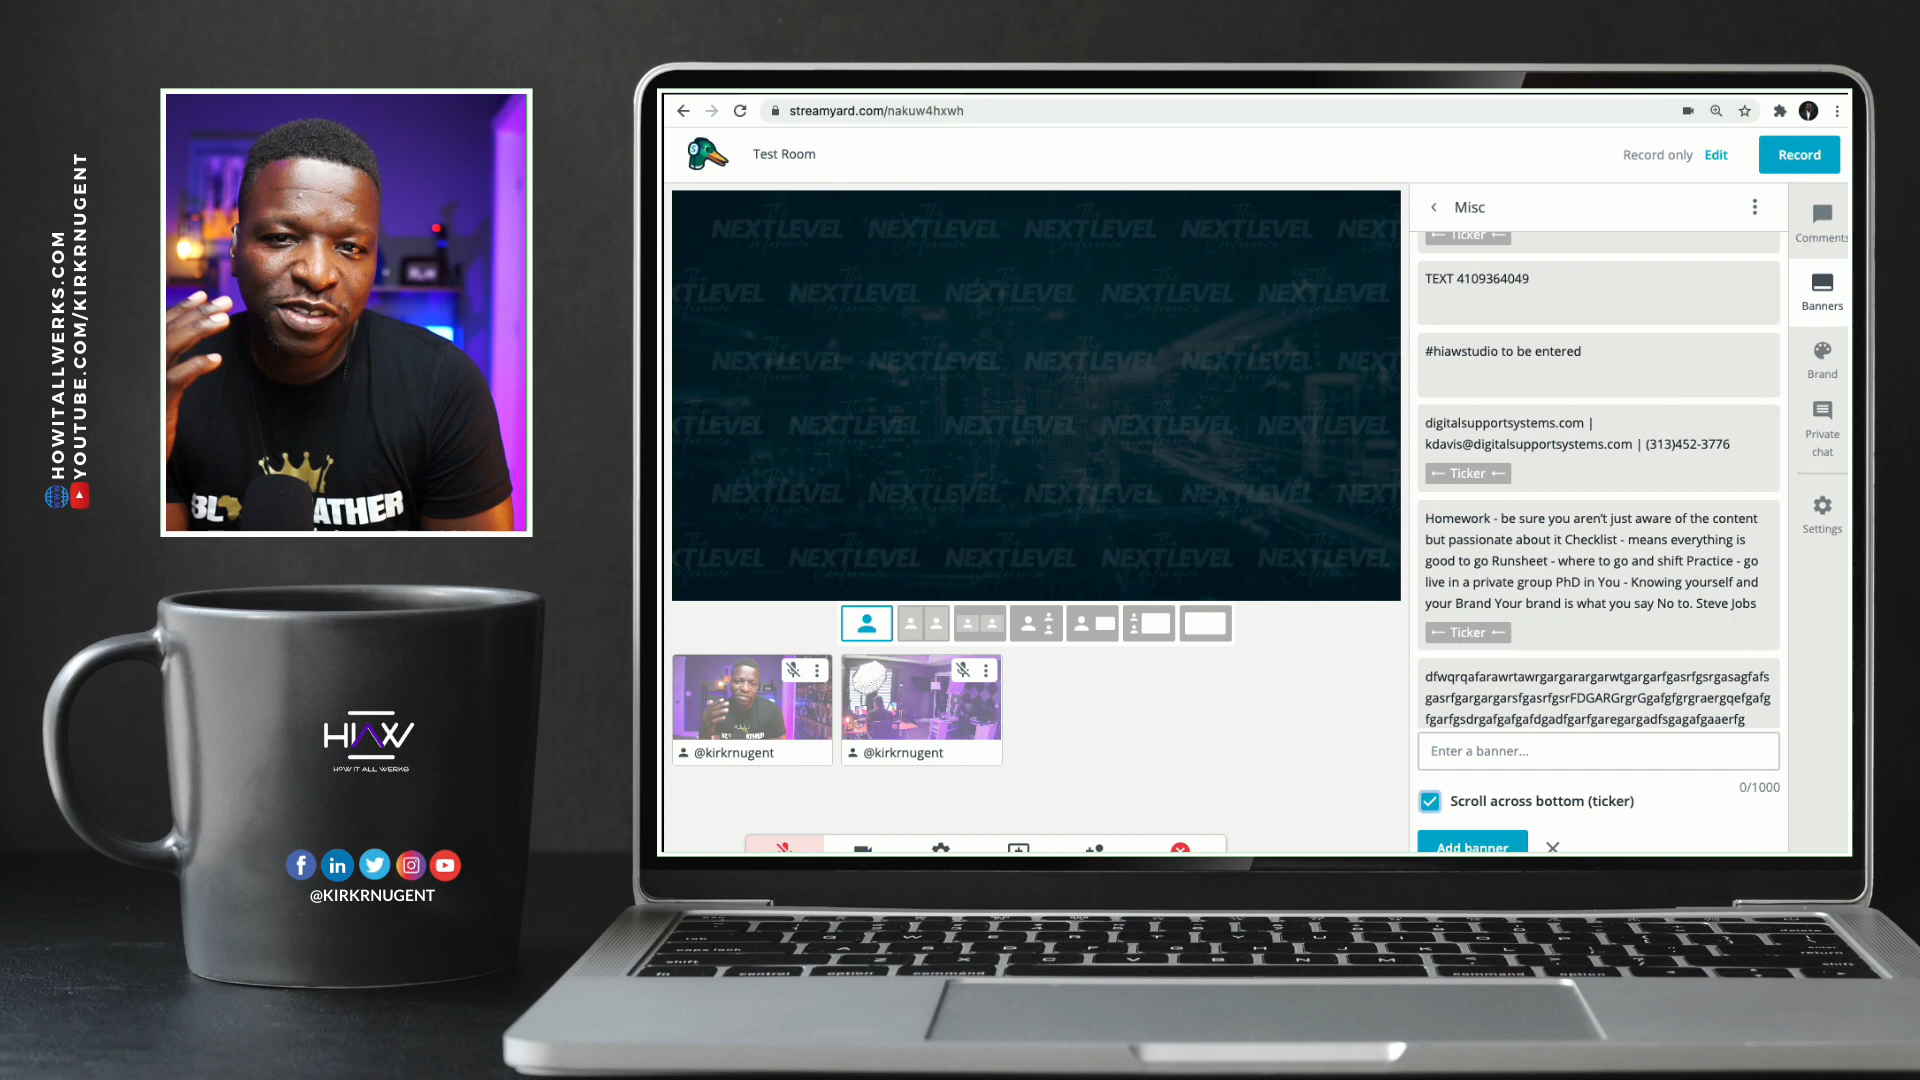 HOWITALLWERKS.COM
YOUTUBE.COM/KIRKRNUGENT
HIAW
HOW IT ALL WERKS
@KIRKRNUGENT
streamyard.com/nakuw4hxwh
Test Room
Record only Edit Record
The NEXTLEVEL Conference
Misc
← Ticker ←
TEXT 4109364049
#hiawstudio to be entered
digitalsupportsystems.com |
kdavis@digitalsupportsystems.com | (313)452-3776
← Ticker ←
Homework - be sure you aren't just aware of the content
but passionate about it Checklist - means everything is
good to go Runsheet - where to go and shift Practice - go
live in a private group PhD in You - Knowing yourself and
your Brand Your brand is what you say No to. Steve Jobs
← Ticker ←
Enter a banner...
0/1000
Scroll across bottom (ticker)
Add banner
Comments
Banners
Brand
Private
chat
Settings
@kirkrnugent
@kirkrnugent